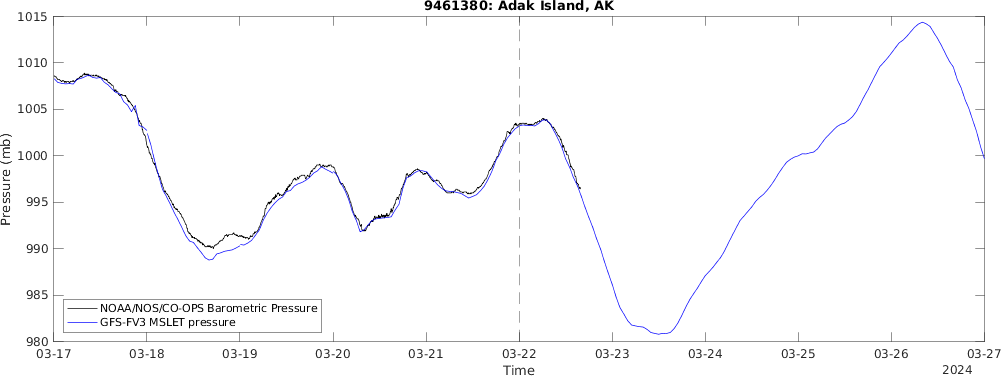 9461380: Adak Island, AK
1015
1010
1005
1000
995
990
985
980
Pressure (mb)
NOAA/NOS/CO-OPS Barometric Pressure
GFS-FV3 MSLET pressure
03-17 03-18 03-19 03-20 03-21 03-22 03-23 03-24 03-25 03-26 03-27
Time
2024